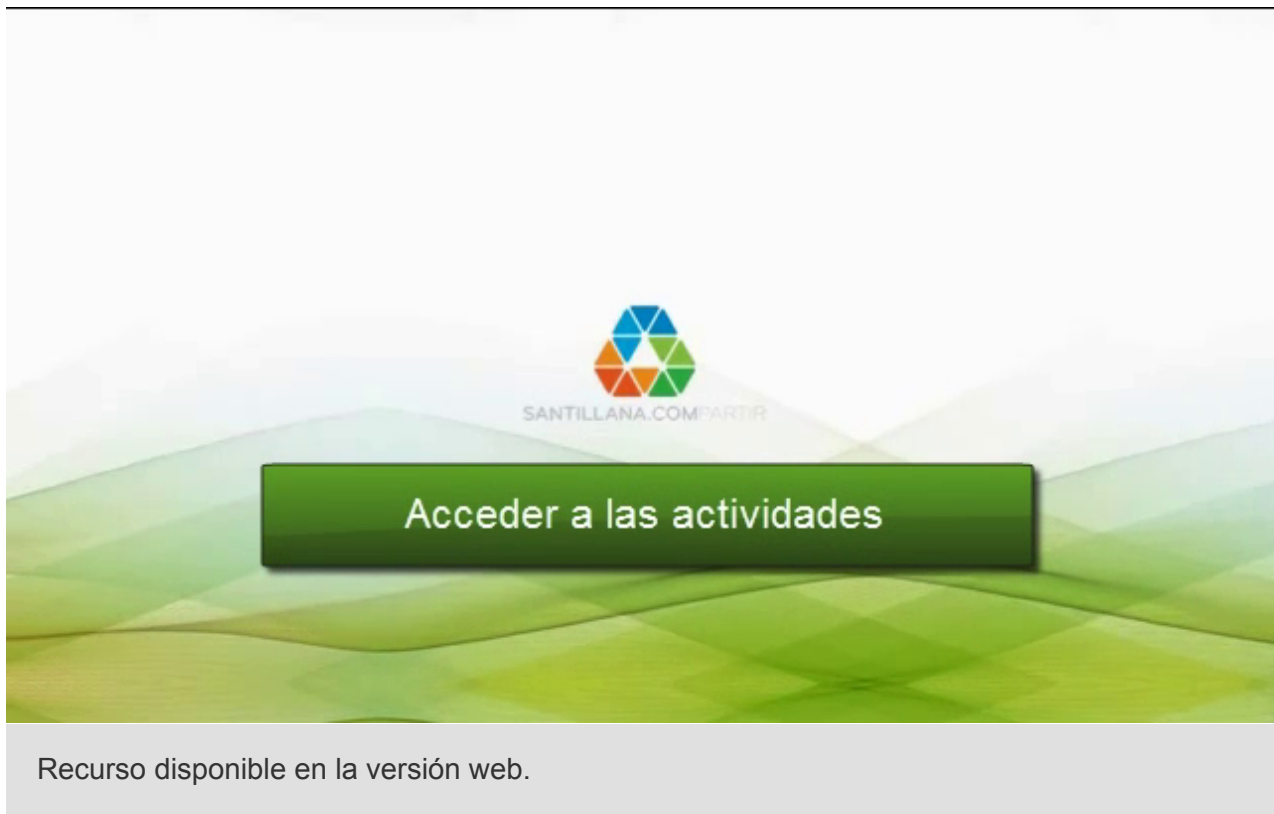 SANTILLANA.COMPARTIR
Acceder a las actividades
Recurso disponible en la versión web.